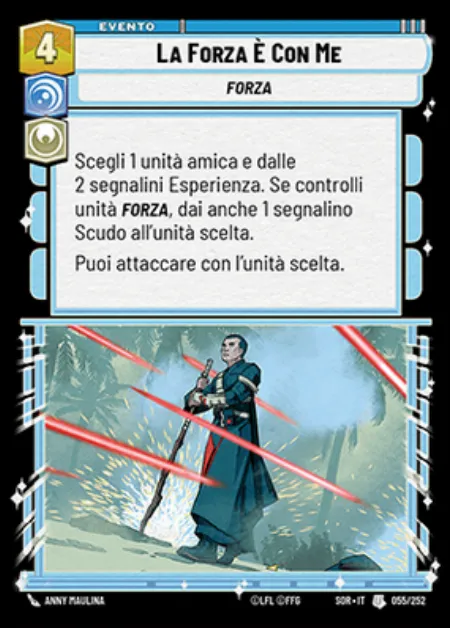 EVENTO
4
LA FORZA È CON ME
FORZA
Scegli 1 unità amica e dalle
2 segnalini Esperienza. Se controlli
unità FORZA, dai anche 1 segnalino
Scudo all'unità scelta.
Puoi attaccare con l'unità scelta.
ANNY MAULINA
©LFL ©FFG
SOR • IT
055/252